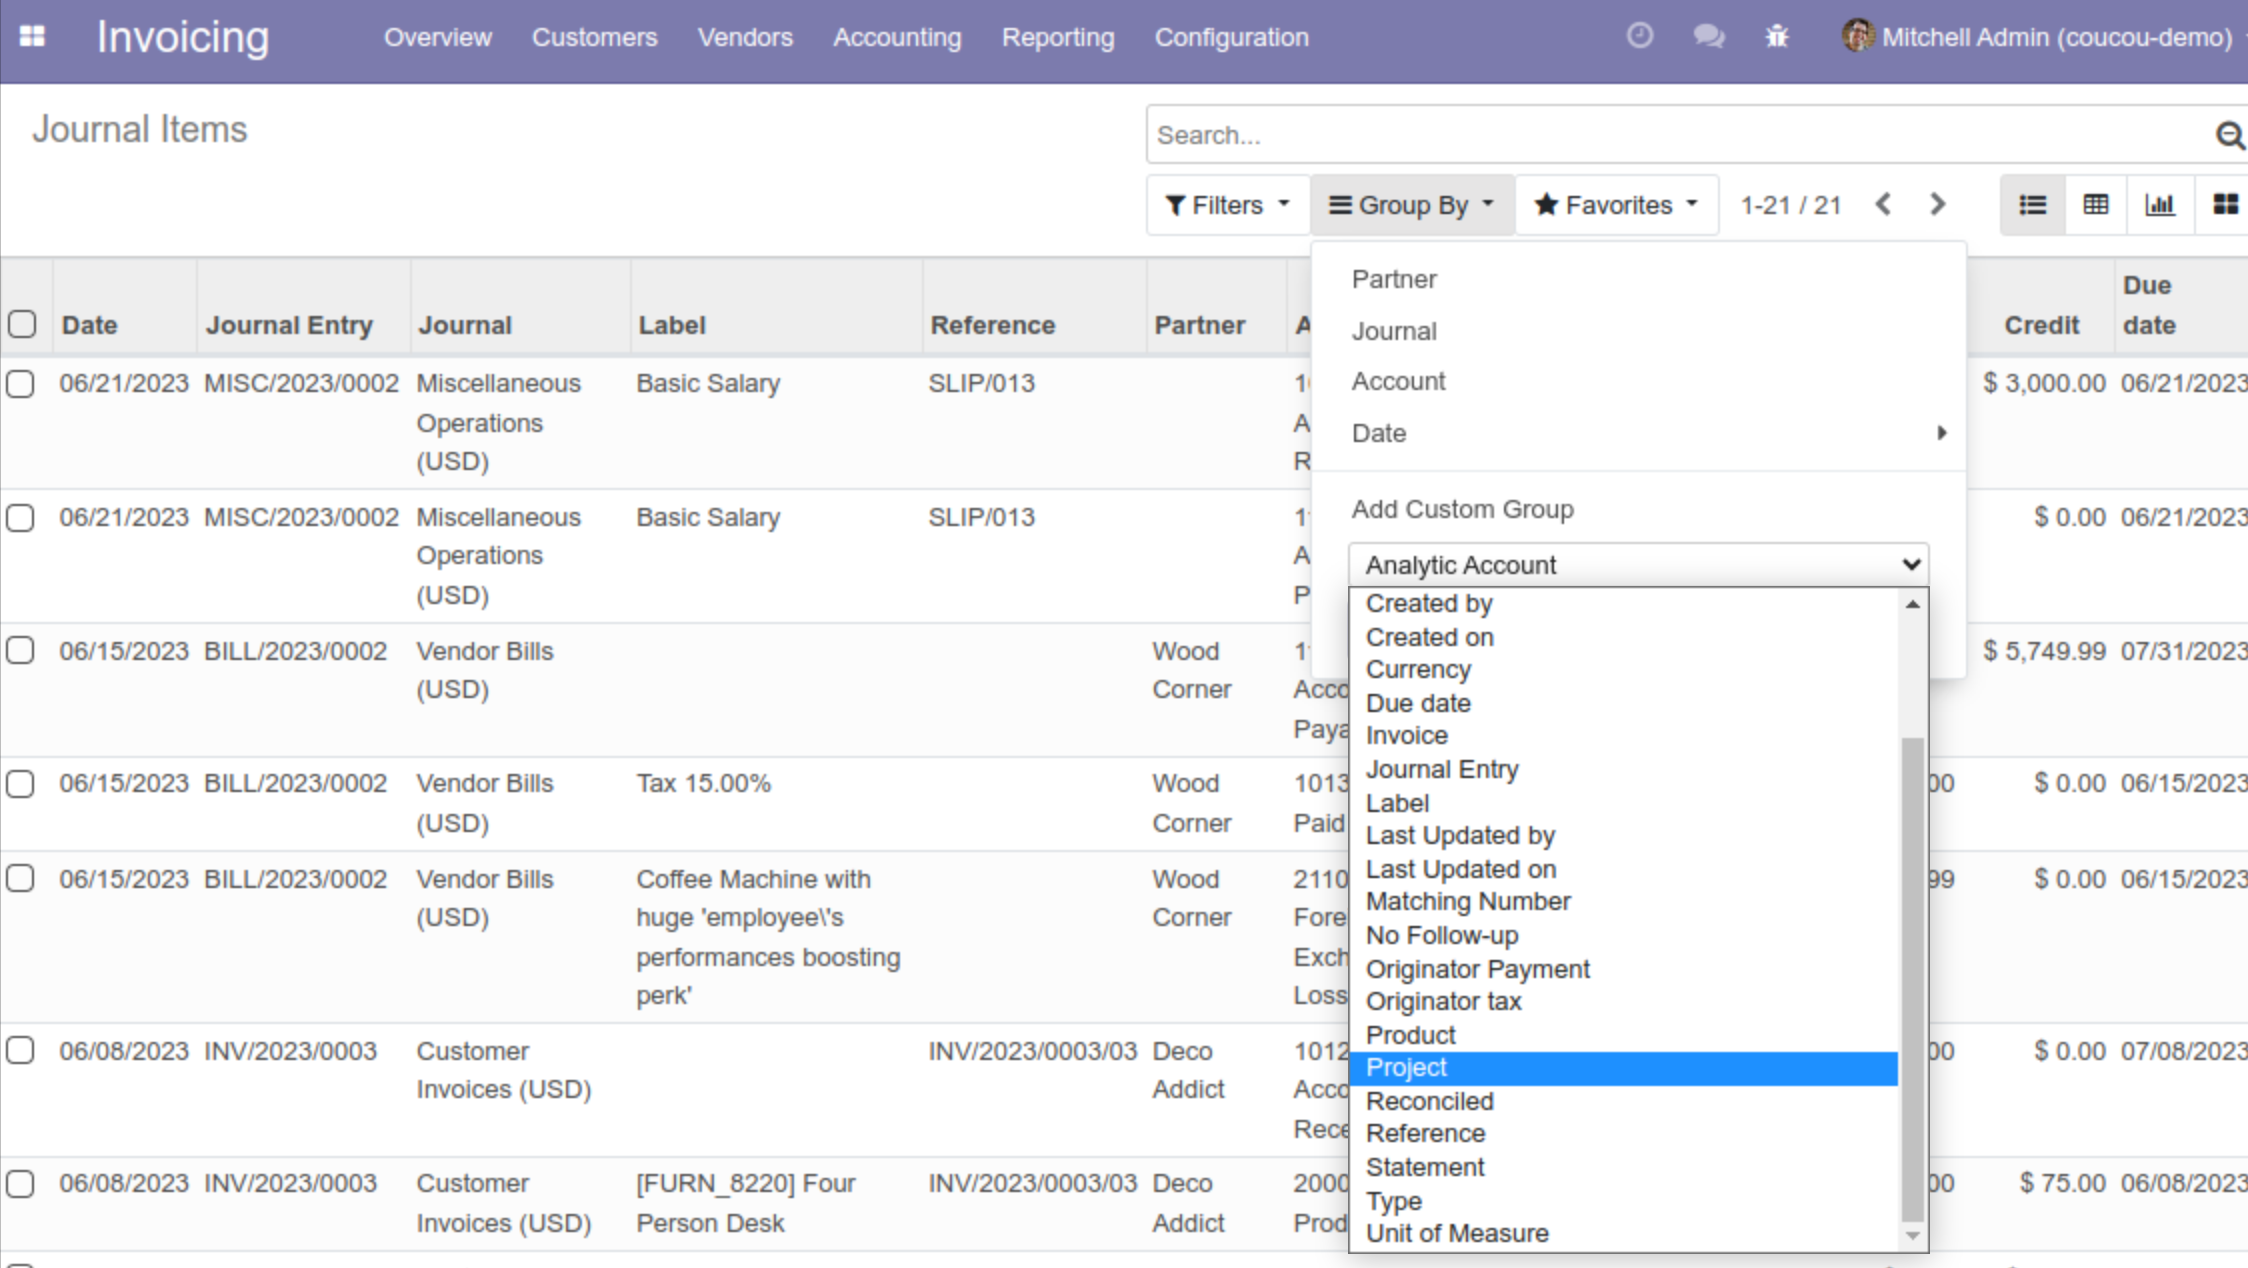 Invoicing Overview Customers Vendors Accounting Reporting Configuration Mitchell Admin (coucou-demo)
Journal Items
Search...
Filters Group By Favorites 1-21 / 21
Partner
Journal
Account
Date
Add Custom Group
Analytic Account
Created by
Created on
Currency
Due date
Invoice
Journal Entry
Label
Last Updated by
Last Updated on
Matching Number
No Follow-up
Originator Payment
Originator tax
Product
Project
Reconciled
Reference
Statement
Type
Unit of Measure
Date Journal Entry Journal Label Reference Partner A Credit Due
date
06/21/2023 MISC/2023/0002 Miscellaneous Basic Salary SLIP/013 $ 3,000.00 06/21/2023
Operations A
(USD) R
06/21/2023 MISC/2023/0002 Miscellaneous Basic Salary SLIP/013 $ 0.00 06/21/2023
Operations A
(USD) P
06/15/2023 BILL/2023/0002 Vendor Bills Wood $ 5,749.99 07/31/2023
(USD) Corner Acco
Paya
06/15/2023 BILL/2023/0002 Vendor Bills Tax 15.00% Wood 1013 00 $ 0.00 06/15/2023
(USD) Corner Paid
06/15/2023 BILL/2023/0002 Vendor Bills Coffee Machine with Wood 2110 99 $ 0.00 06/15/2023
(USD) huge 'employee\'s Corner Fore
performances boosting Exch
perk' Loss
06/08/2023 INV/2023/0003 Customer INV/2023/0003/03 Deco 1012 00 $ 0.00 07/08/2023
Invoices (USD) Addict Acco
Rece
06/08/2023 INV/2023/0003 Customer [FURN_8220] Four INV/2023/0003/03 Deco 2000 00 $ 75.00 06/08/2023
Invoices (USD) Person Desk Addict Prod